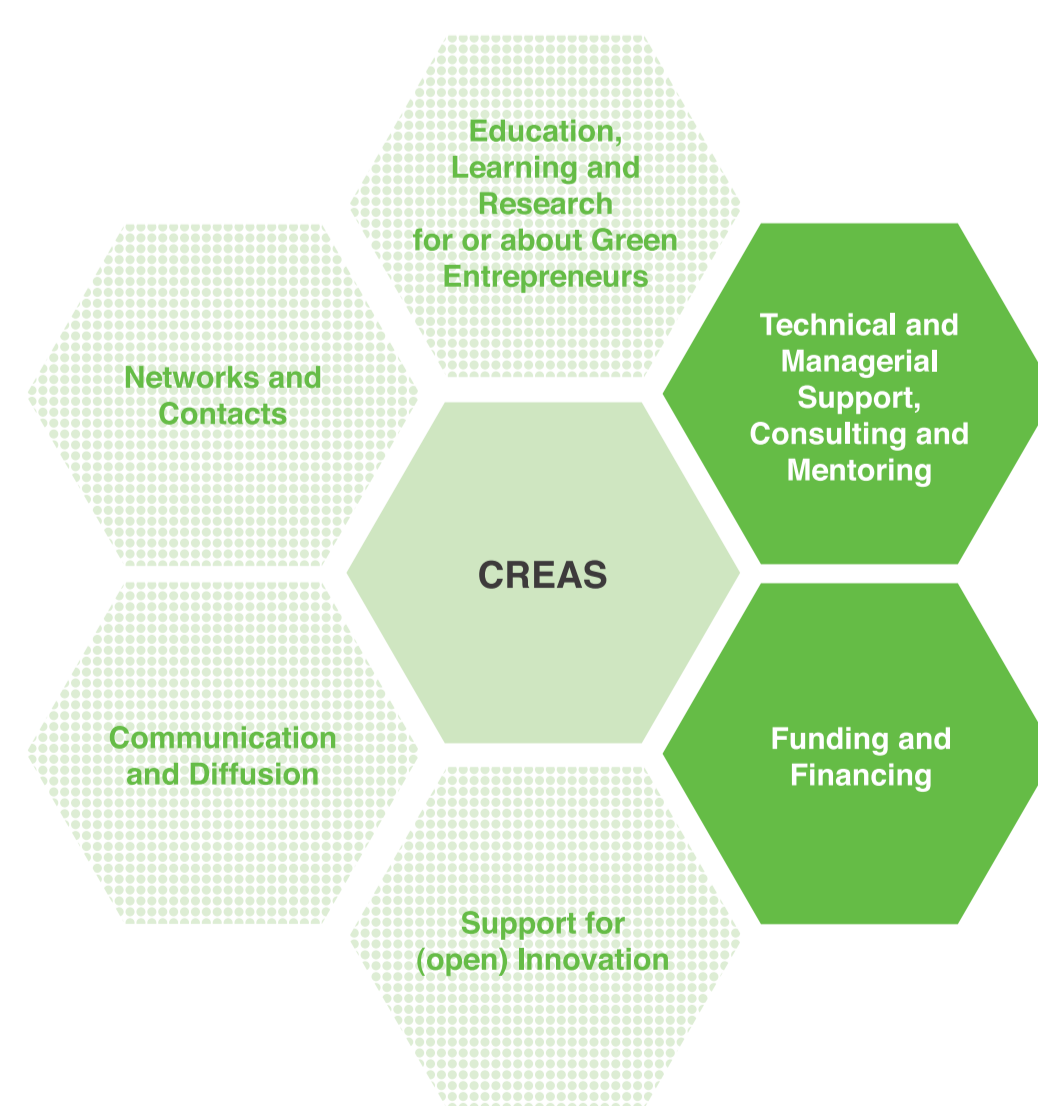 Education,
Learning and
Research
for or about Green
Entrepreneurs
Technical and
Managerial
Support,
Consulting and
Mentoring
Networks and
Contacts
CREAS
Communication
and Diffusion
Funding and
Financing
Support for
(open) Innovation